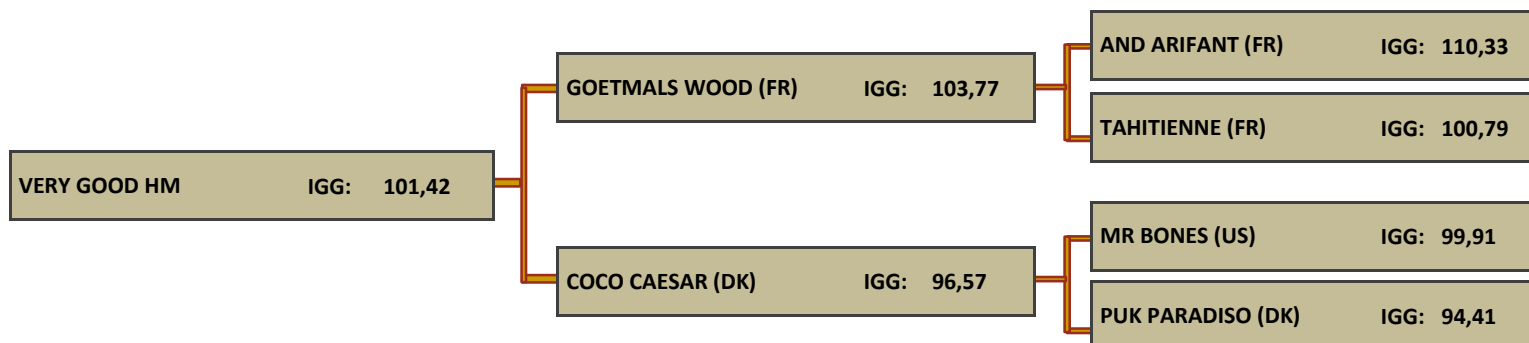 VERY GOOD HM IGG: 101,42
GOETMALS WOOD (FR) IGG: 103,77
COCO CAESAR (DK) IGG: 96,57
AND ARIFANT (FR) IGG: 110,33
TAHITIENNE (FR) IGG: 100,79
MR BONES (US) IGG: 99,91
PUK PARADISO (DK) IGG: 94,41